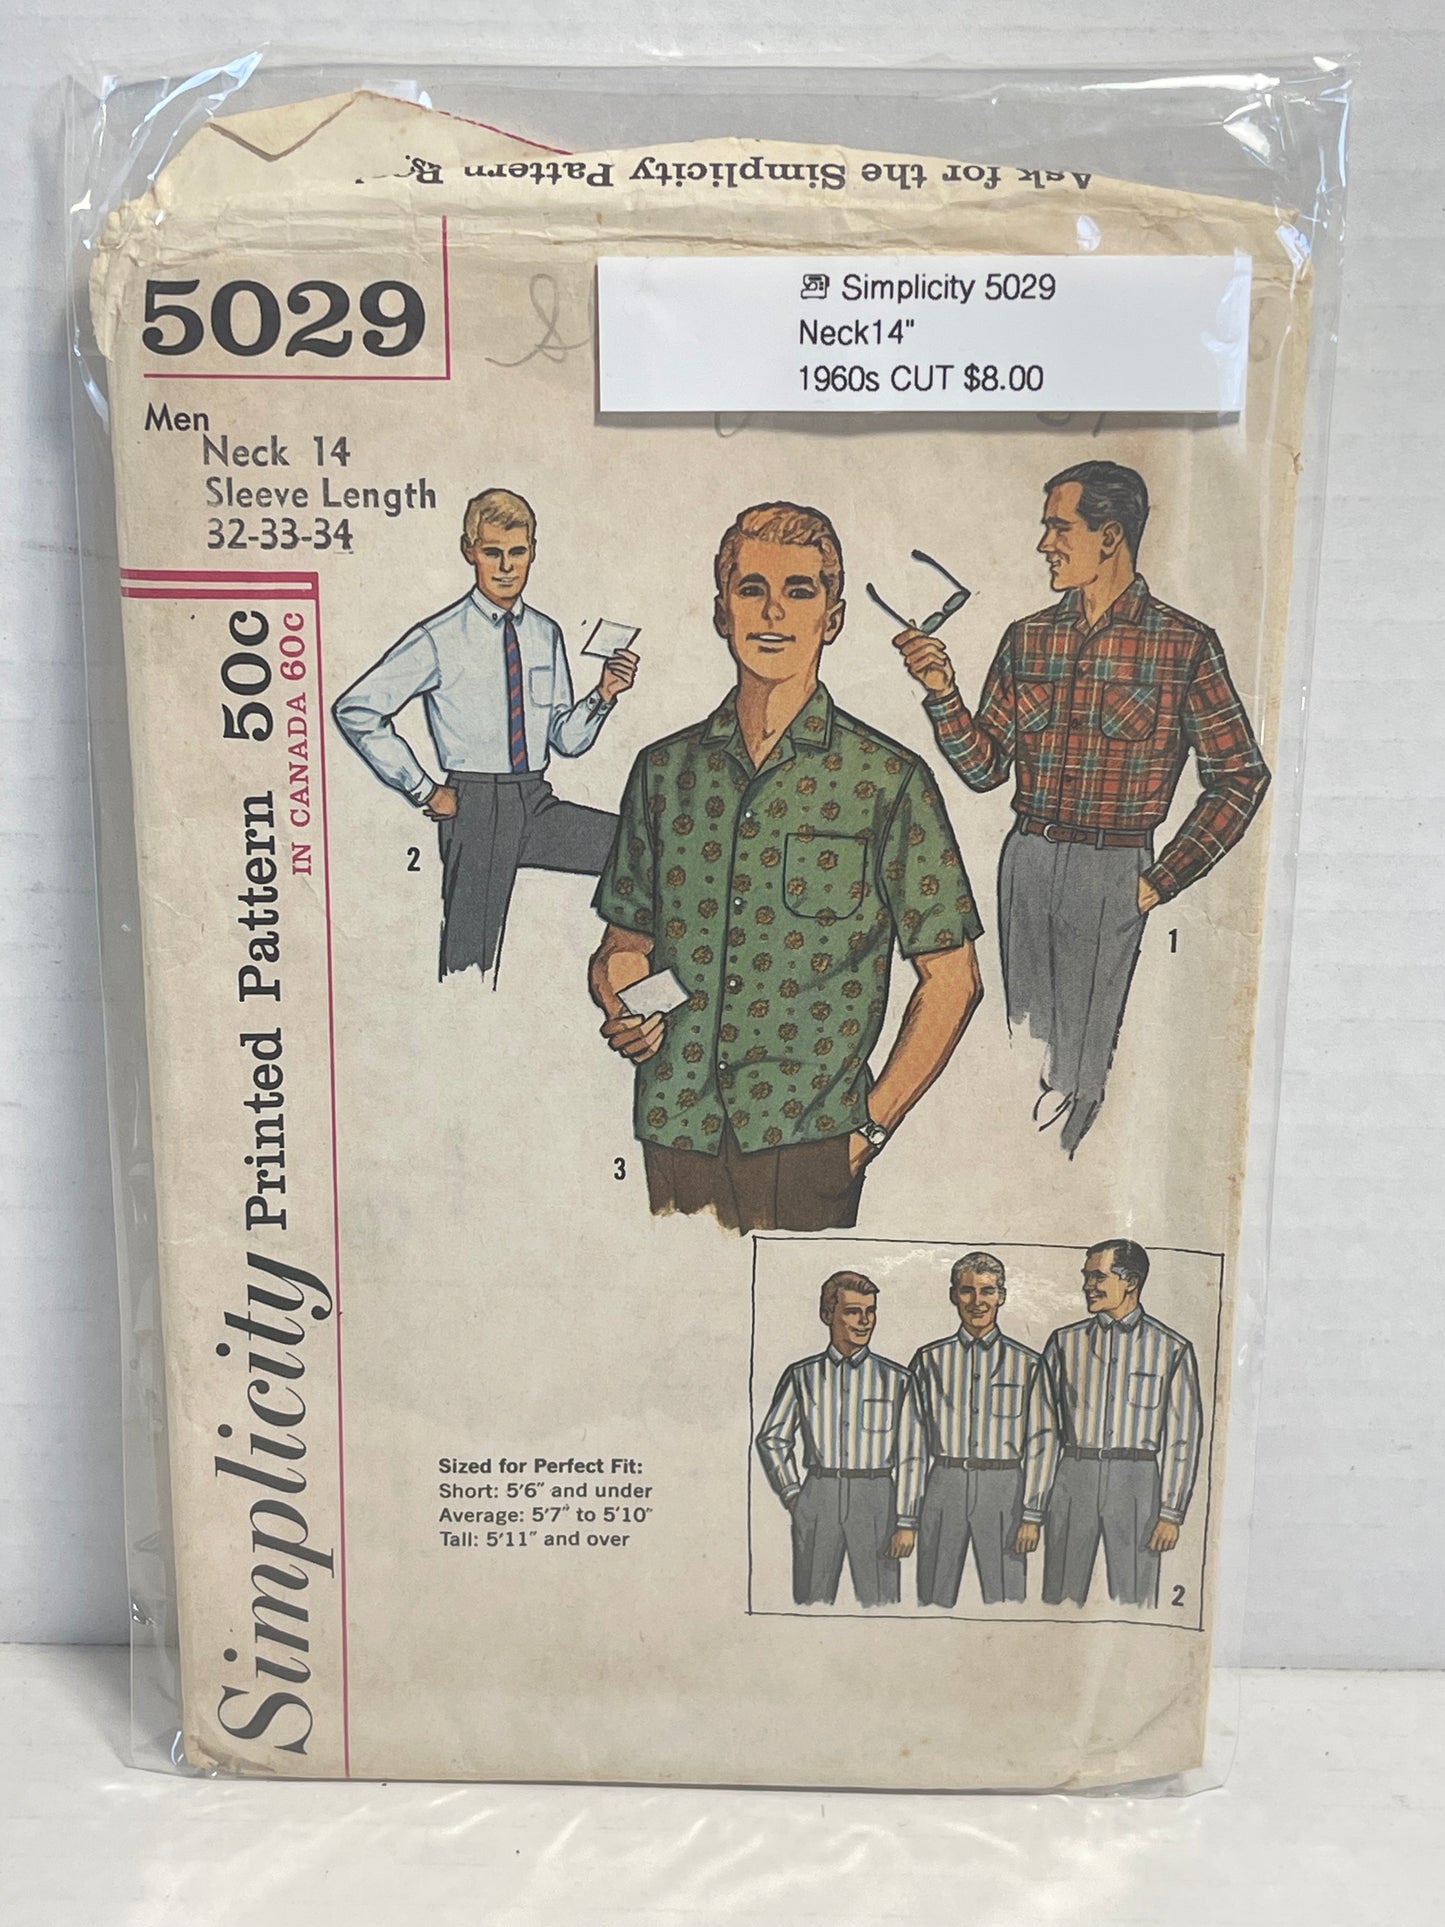 Ask for the Simplicity Pattern
5029
Simplicity 5029
Neck14"
1960s CUT $8.00
Men
Neck 14
Sleeve Length
32-33-34
Simplicity Printed Pattern 50c
IN CANADA 60c
2
1
3
Sized for Perfect Fit:
Short: 5'6" and under
Average: 5'7" to 5'10"
Tall: 5'11" and over
2